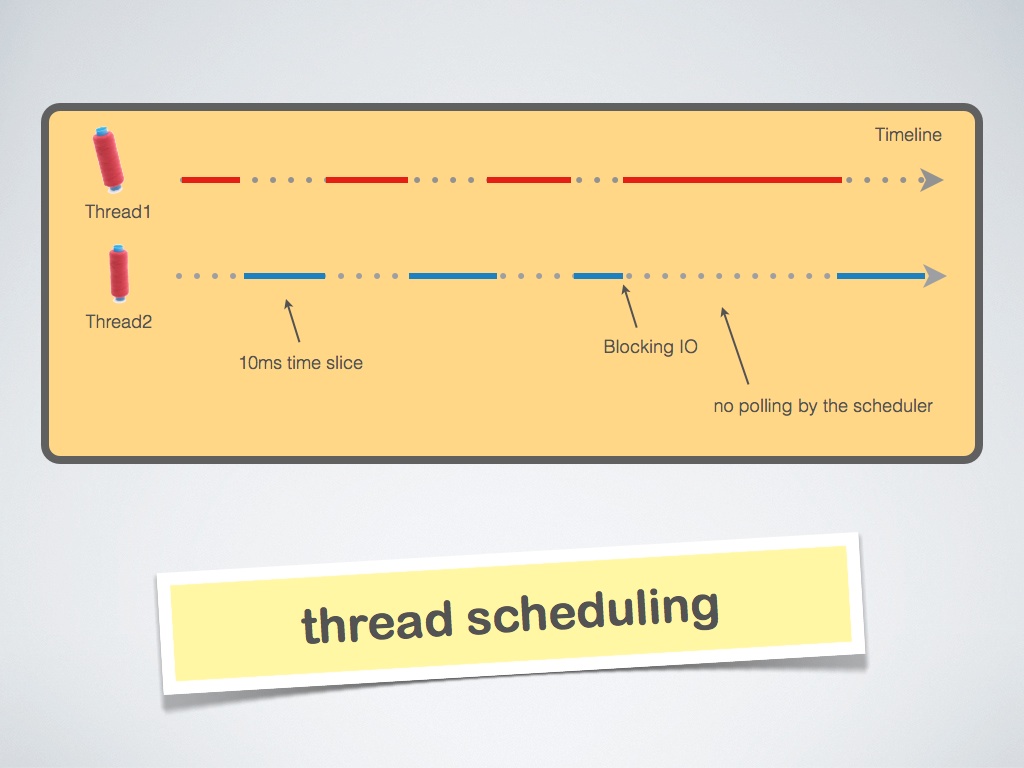 Timeline
Thread1
Thread2
10ms time slice
Blocking IO
no polling by the scheduler
thread scheduling